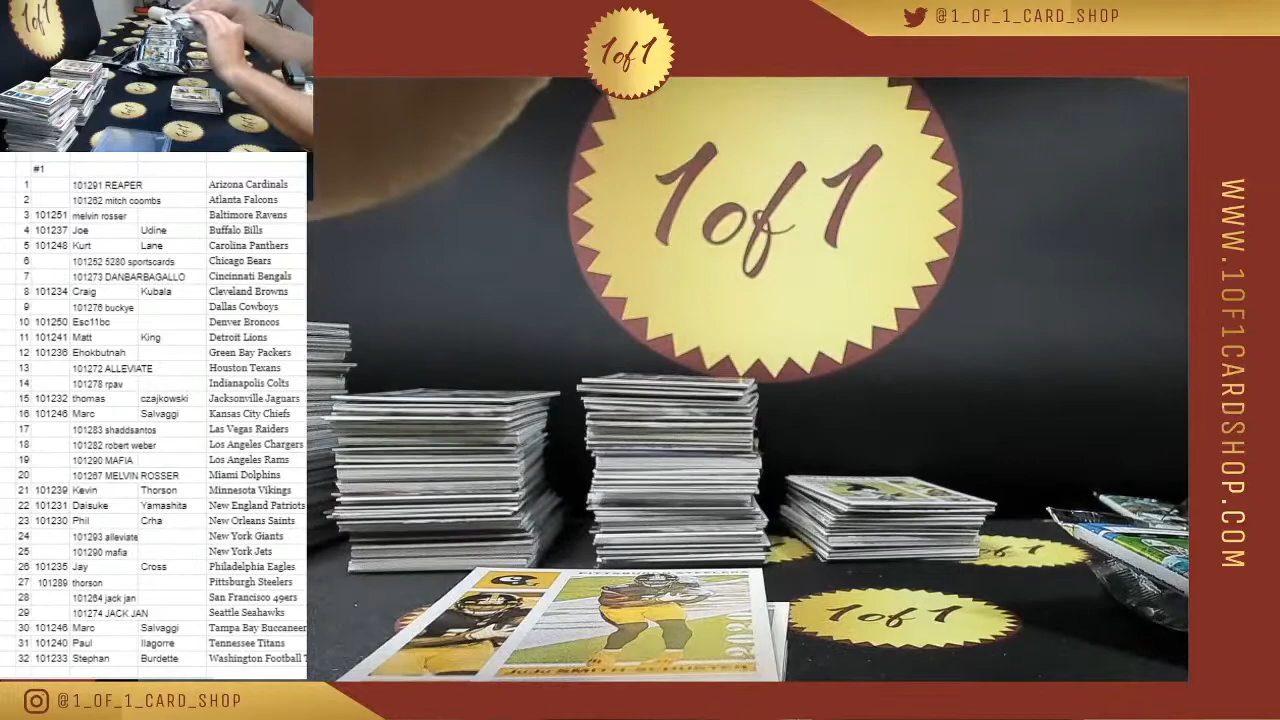 1of1
@1_OF_1_CARD_SHOP
1of1
1of1
#1
1 101291 REAPER Arizona Cardinals
2 101262 mitch coombs Atlanta Falcons
3 101251 melvin rosser Baltimore Ravens
4 101237 Joe Udine Buffalo Bills
5 101248 Kurt Lane Carolina Panthers
6 101252 5280 sportscards Chicago Bears
7 101273 DANBARBAGALLO Cincinnati Bengals
8 101234 Craig Kubala Cleveland Browns
9 101276 buckye Dallas Cowboys
10 101250 Esc11bc Denver Broncos
11 101241 Matt King Detroit Lions
12 101236 Ehokbutnah Green Bay Packers
13 101272 ALLEVIATE Houston Texans
14 101278 rpav Indianapolis Colts
15 101232 thomas czajkowski Jacksonville Jaguars
16 101246 Marc Salvaggi Kansas City Chiefs
17 101283 shaddsantos Las Vegas Raiders
18 101282 robert weber Los Angeles Chargers
19 101290 MAFIA Los Angeles Rams
20 101267 MELVIN ROSSER Miami Dolphins
21 101239 Kevin Thorson Minnesota Vikings
22 101231 Daisuke Yamashita New England Patriots
23 101230 Phil Crha New Orleans Saints
24 101293 alleviate New York Giants
25 101290 mafia New York Jets
26 101235 Jay Cross Philadelphia Eagles
27 101289 thorson Pittsburgh Steelers
28 101264 jack jan San Francisco 49ers
29 101274 JACK JAN Seattle Seahawks
30 101246 Marc Salvaggi Tampa Bay Buccaneer
31 101240 Paul Ilagorre Tennessee Titans
32 101233 Stephan Burdette Washington Football T
PITTSBURGH STEELERS
JuJu SMITH-SCHUSTER
1of1
WWW.1OF1CARDSHOP.COM
@1_OF_1_CARD_SHOP